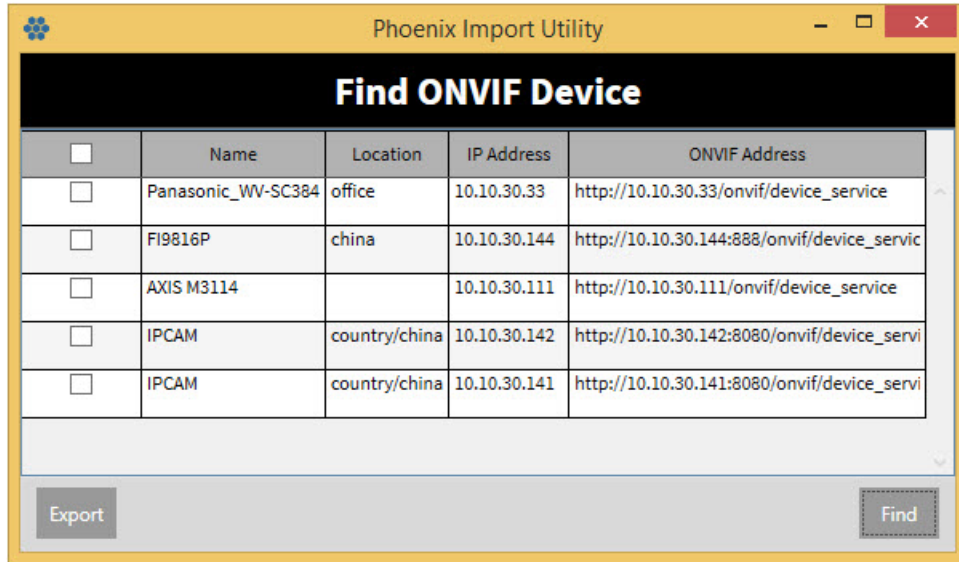 Phoenix Import Utility
Find ONVIF Device
Name Location IP Address ONVIF Address
Panasonic_WV-SC384 office 10.10.30.33 http://10.10.30.33/onvif/device_service
FI9816P china 10.10.30.144 http://10.10.30.144:888/onvif/device_servic
AXIS M3114 10.10.30.111 http://10.10.30.111/onvif/device_service
IPCAM country/china 10.10.30.142 http://10.10.30.142:8080/onvif/device_servi
IPCAM country/china 10.10.30.141 http://10.10.30.141:8080/onvif/device_servi
Export Find